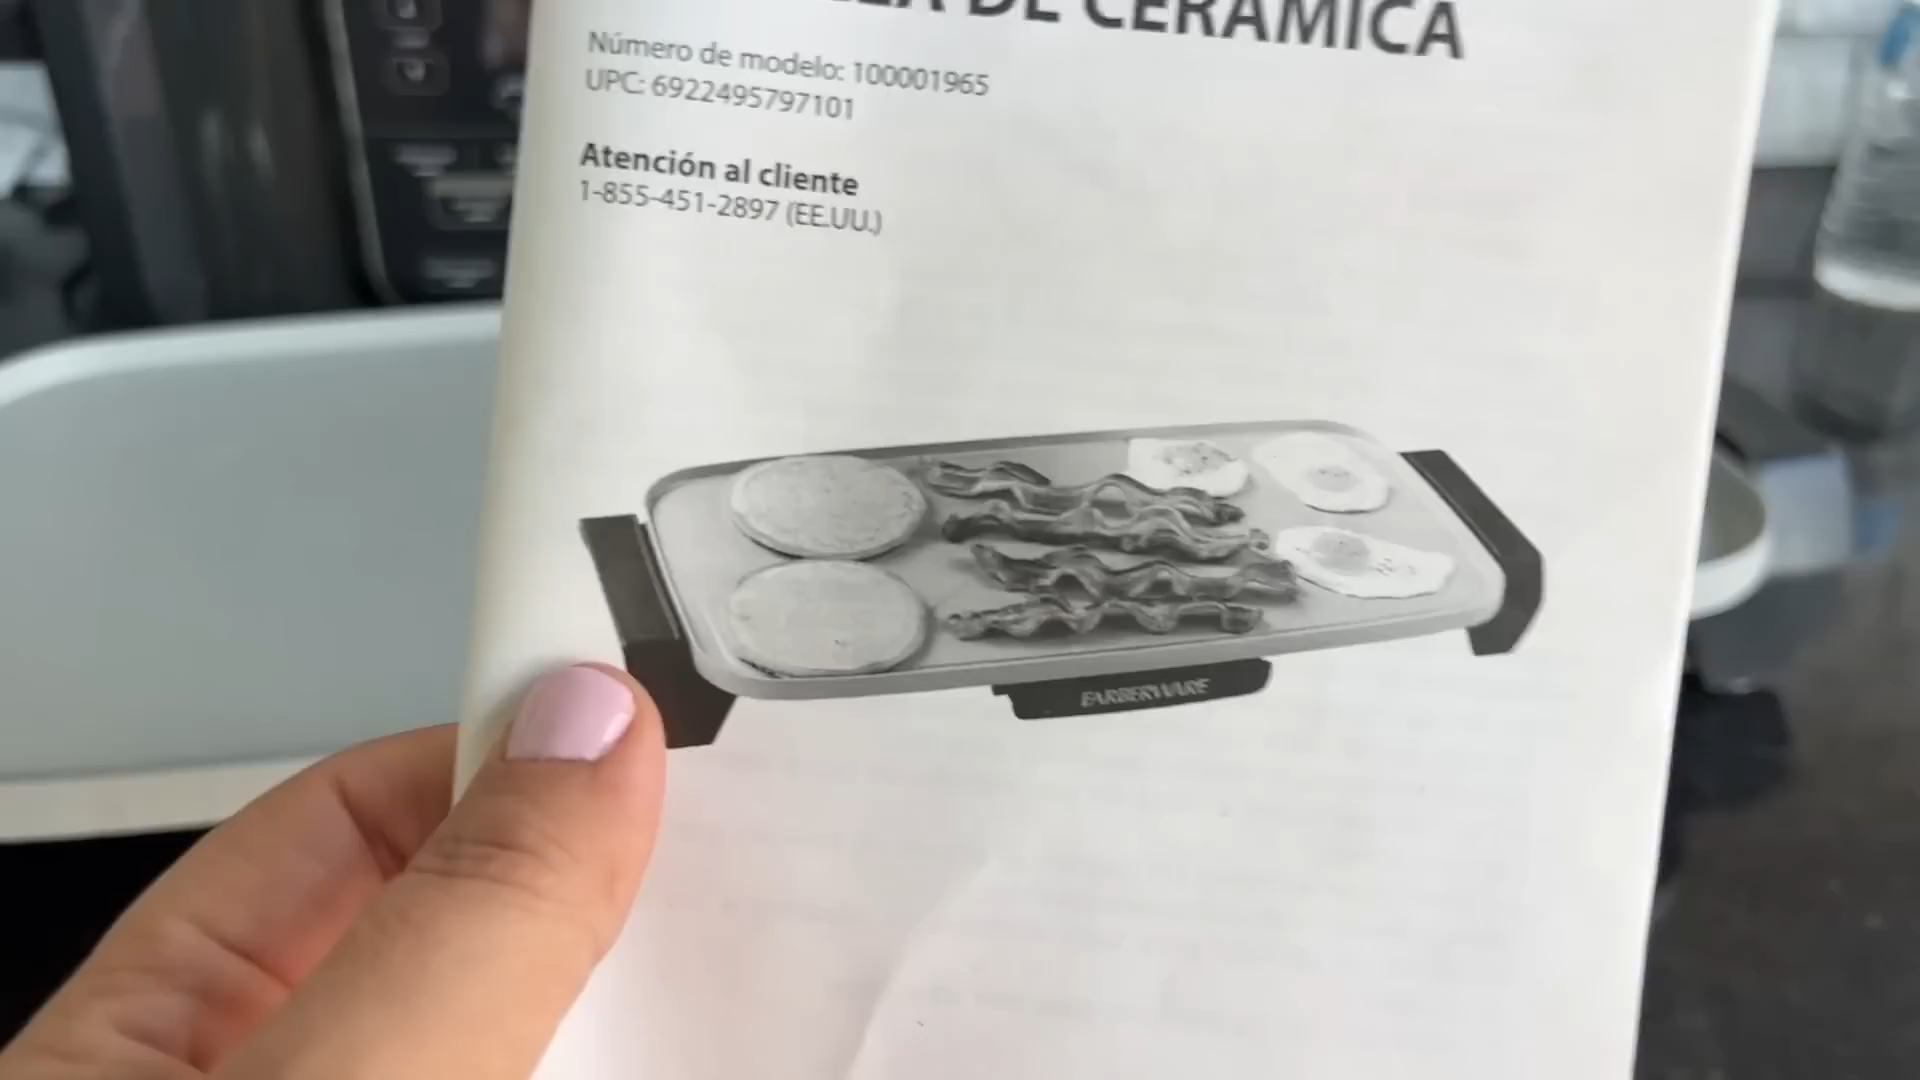 DE CERÁMICA
Número de modelo: 100001965
UPC: 6922495797101
Atención al cliente
1-855-451-2897 (EE.UU.)
FARBERWARE